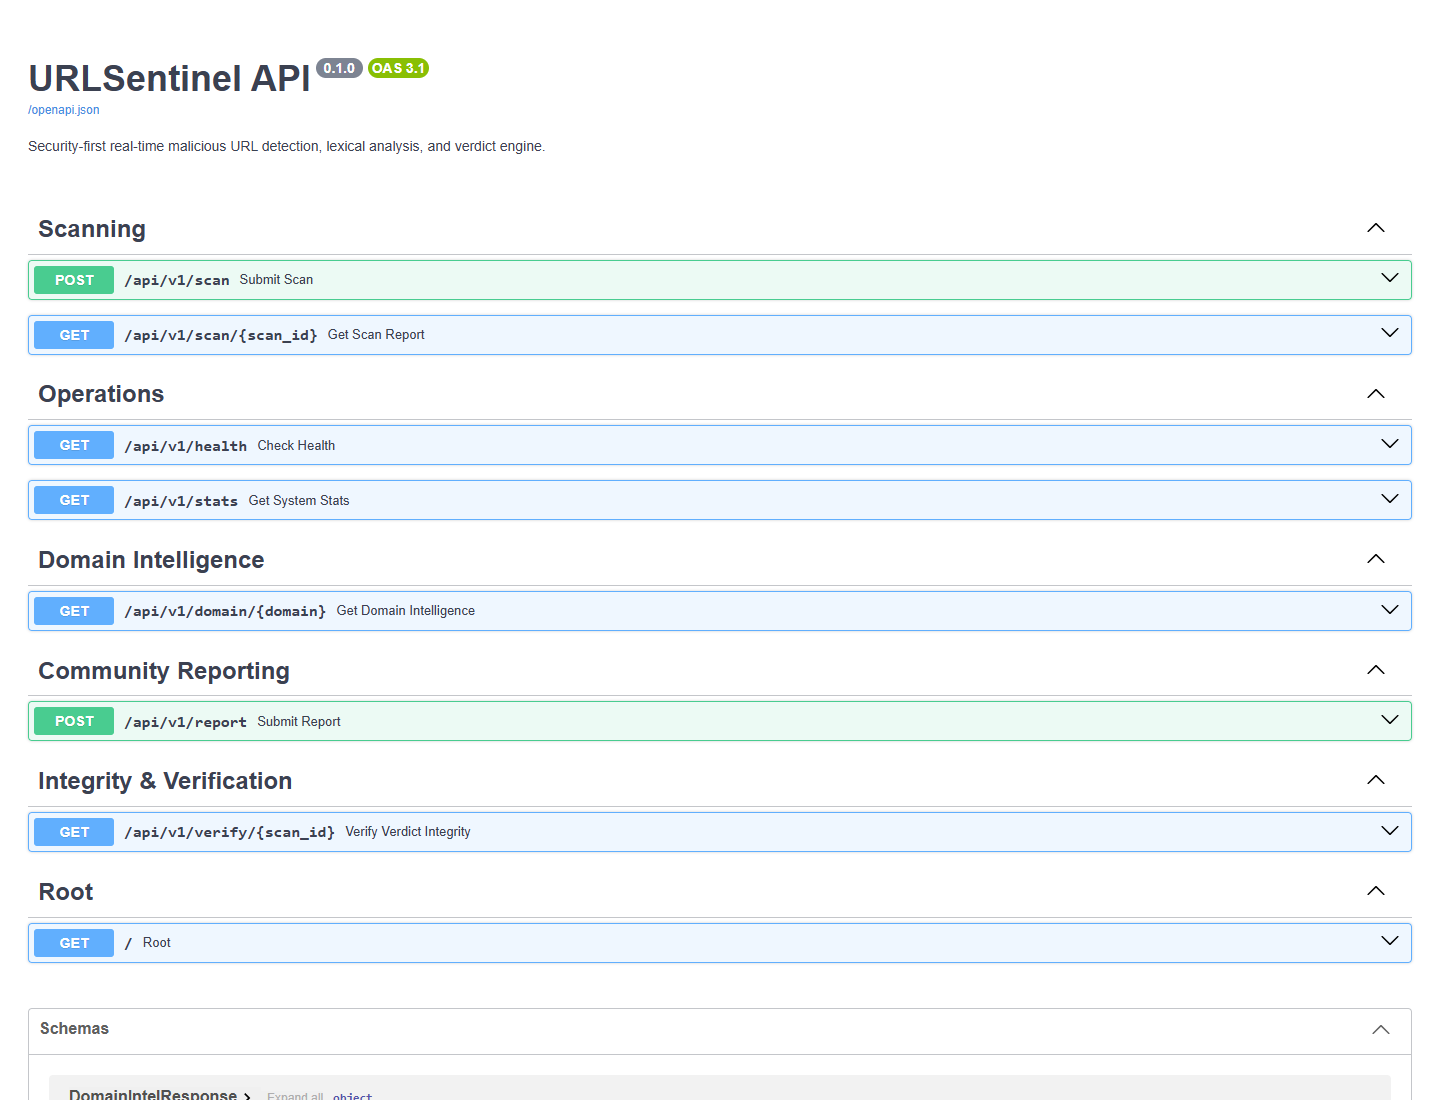 URLSentinel API 0.1.0 OAS 3.1
/openapi.json
Security-first real-time malicious URL detection, lexical analysis, and verdict engine.
Scanning
POST /api/v1/scan Submit Scan
GET /api/v1/scan/{scan_id} Get Scan Report
Operations
GET /api/v1/health Check Health
GET /api/v1/stats Get System Stats
Domain Intelligence
GET /api/v1/domain/{domain} Get Domain Intelligence
Community Reporting
POST /api/v1/report Submit Report
Integrity & Verification
GET /api/v1/verify/{scan_id} Verify Verdict Integrity
Root
GET / Root
Schemas
DomainIntelResponse Expand all object